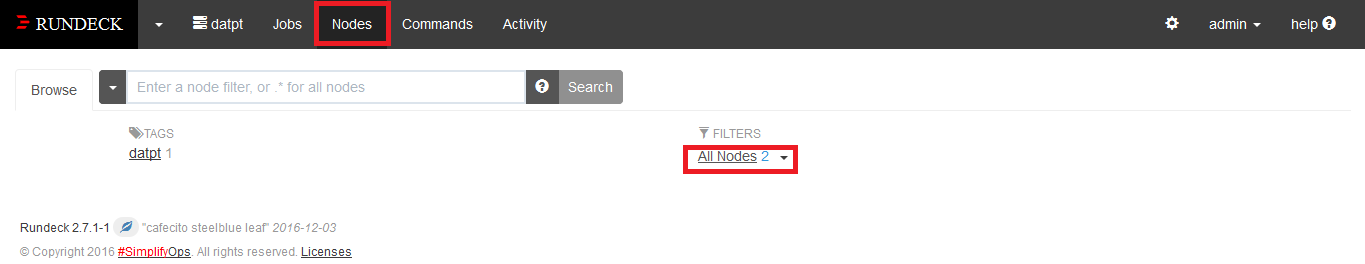 RUNDECK datpt Jobs Nodes Commands Activity admin help
Browse Enter a node filter, or .* for all nodes Search
TAGS FILTERS
datpt 1 All Nodes 2
Rundeck 2.7.1-1 "cafecito steelblue leaf" 2016-12-03
© Copyright 2016 #SimplifyOps. All rights reserved. Licenses